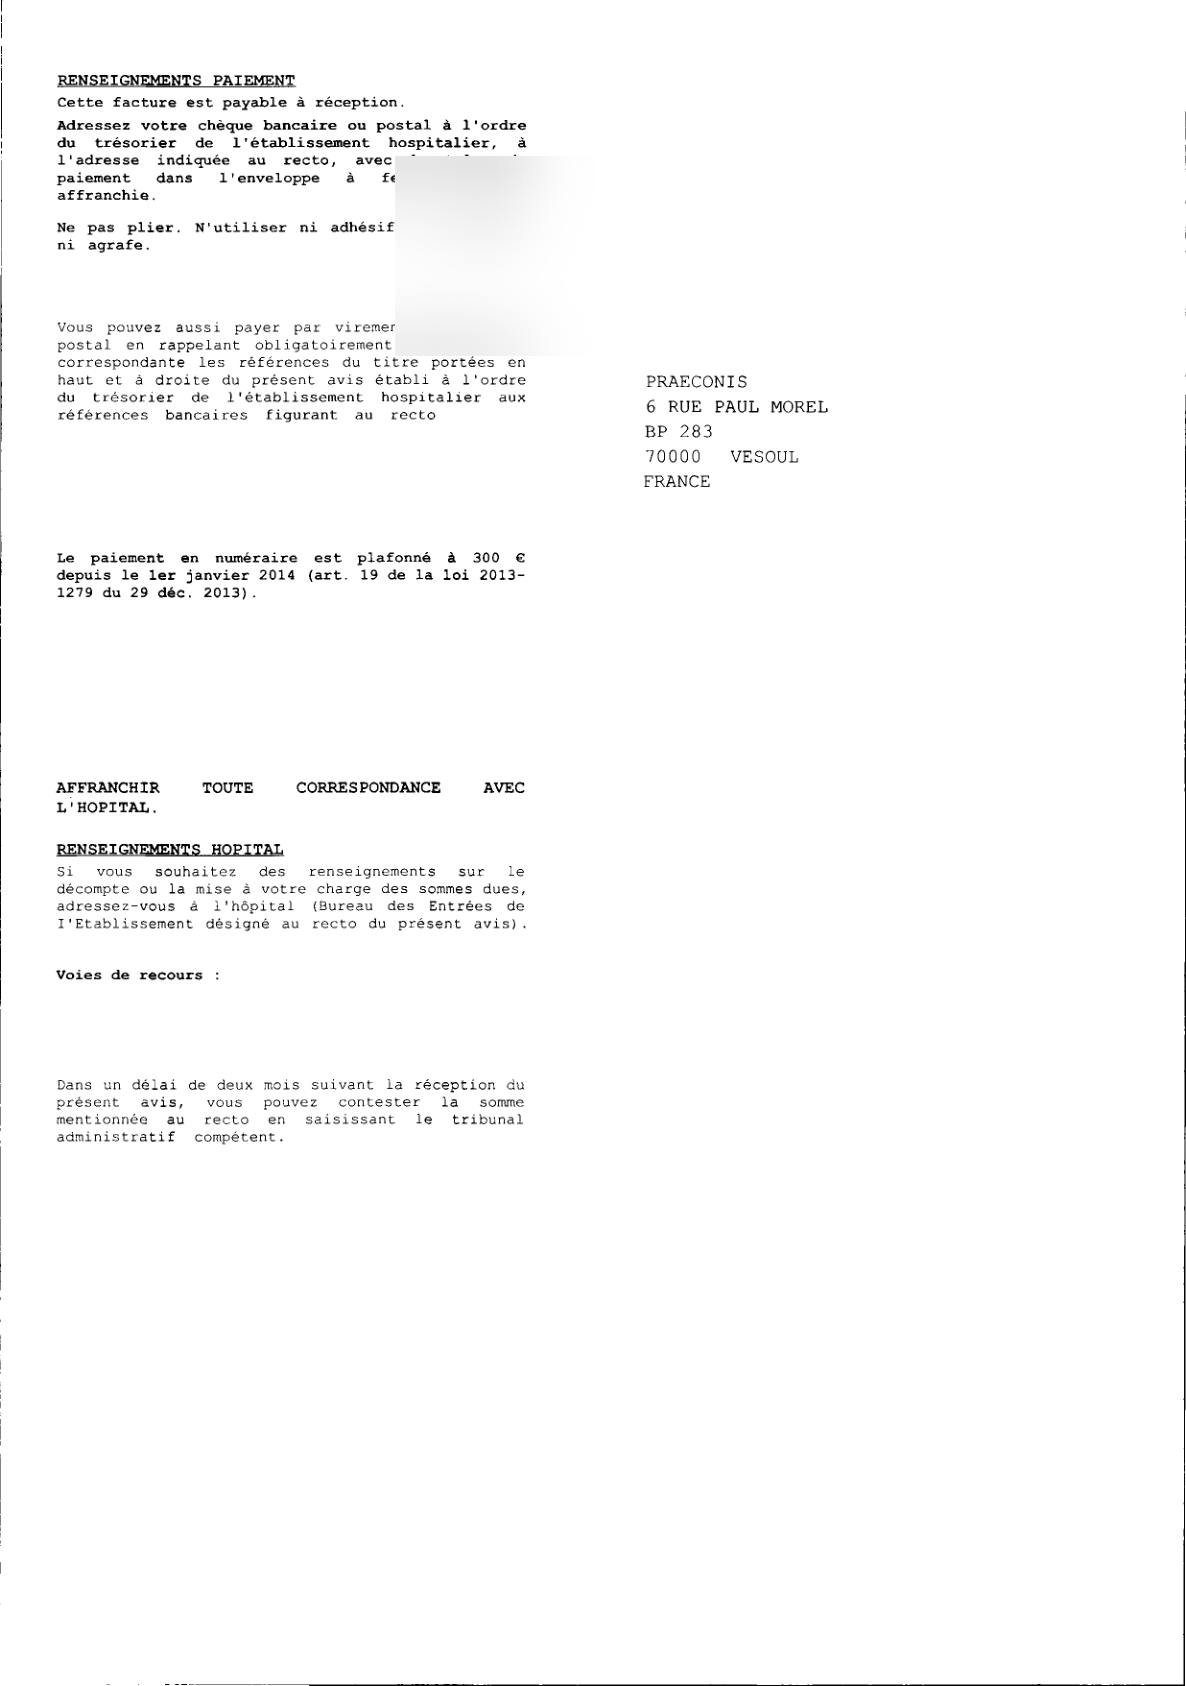 RENSEIGNEMENTS PAIEMENT
Cette facture est payable à réception.
Adressez votre chèque bancaire ou postal à l'ordre
du trésorier de l'établissement hospitalier, à
l'adresse indiquée au recto, avec
paiement dans l'enveloppe à
affranchie.
Ne pas plier. N'utiliser ni adhésif
ni agrafe.
Vous pouvez aussi payer par
postal en rappelant obligatoirement
correspondante les références du titre portées en
haut et à droite du présent avis établi à l'ordre
du trésorier de l'établissement hospitalier aux
références bancaires figurant au recto
PRAECONIS
6 RUE PAUL MOREL
BP 283
70000 VESOUL
FRANCE
Le paiement en numéraire est plafonné à 300 €
depuis le 1er janvier 2014 (art. 19 de la loi 2013-
1279 du 29 déc. 2013).
AFFRANCHIR TOUTE CORRESPONDANCE AVEC
L'HOPITAL.
RENSEIGNEMENTS HOPITAL
Si vous souhaitez des renseignements sur le
décompte ou la mise à votre charge des sommes dues,
adressez-vous à l'hôpital (Bureau des Entrées de
I'Etablissement désigné au recto du présent avis).
Voies de recours :
Dans un délai de deux mois suivant la réception du
présent avis, vous pouvez contester la somme
mentionnée au recto en saisissant le tribunal
administratif compétent.